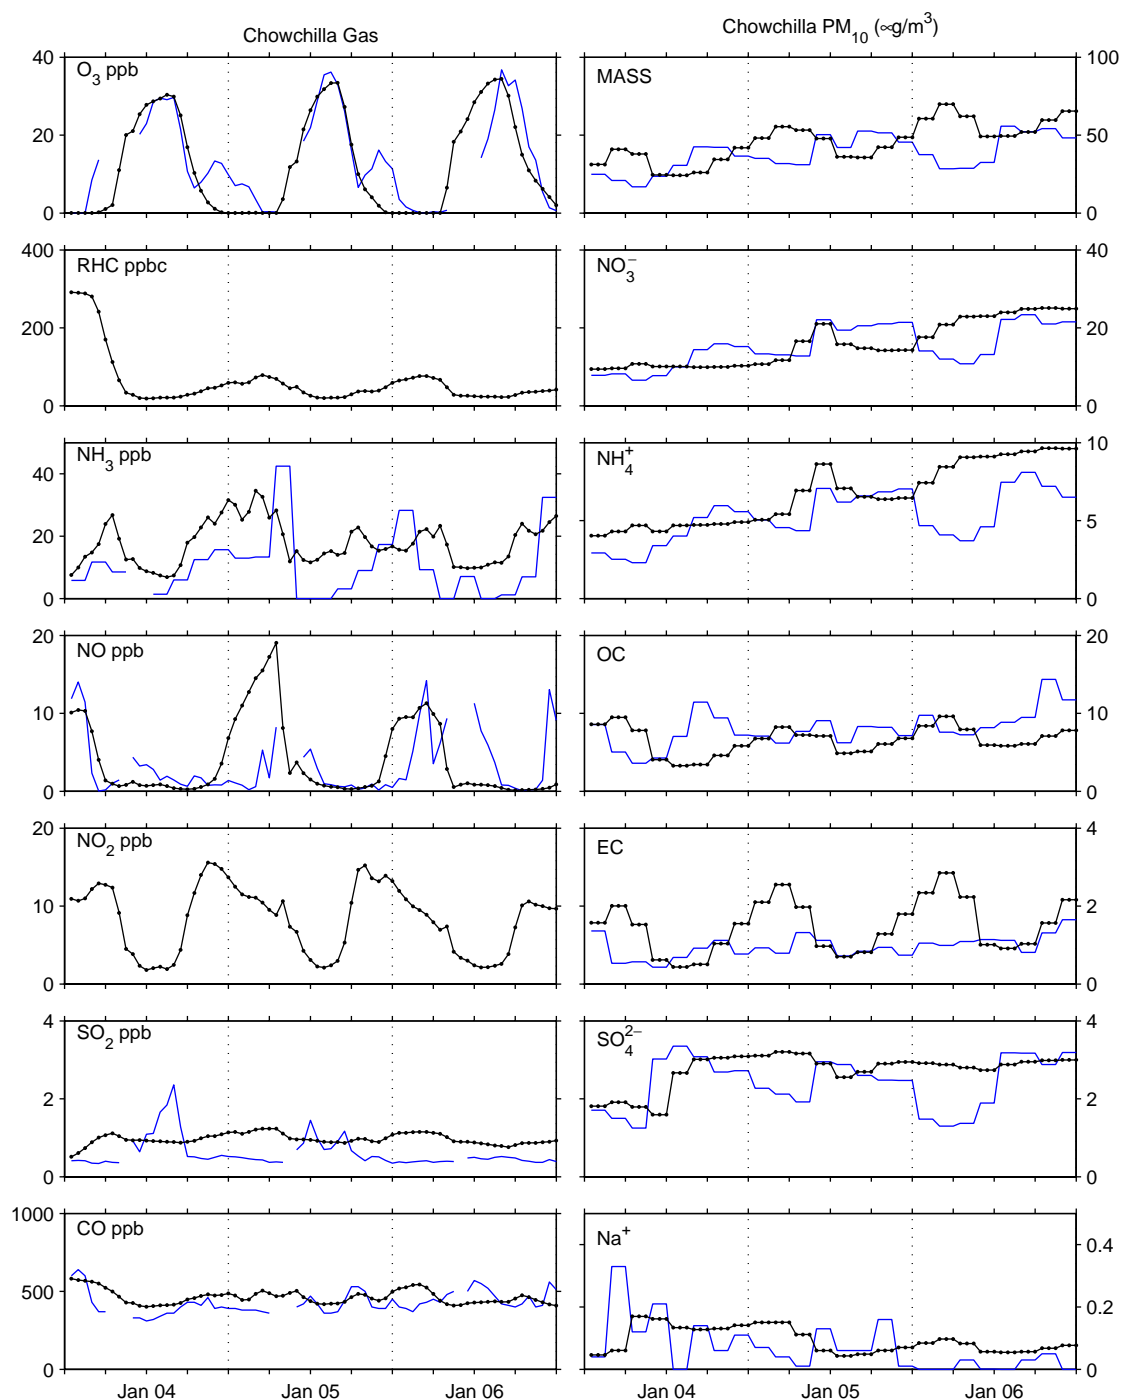 Chowchilla Gas
Chowchilla PM10 (∝g/m3)
40
20
0
O3 ppb
MASS
100
50
0
400
200
0
RHC ppbc
NO3−
40
20
0
40
20
0
NH3 ppb
NH4+
10
5
0
20
10
0
NO ppb
OC
20
10
0
20
10
0
NO2 ppb
EC
4
2
0
4
2
0
SO2 ppb
SO42−
4
2
0
1000
500
0
CO ppb
Na+
0.4
0.2
0
Jan 04 Jan 05 Jan 06
Jan 04 Jan 05 Jan 06